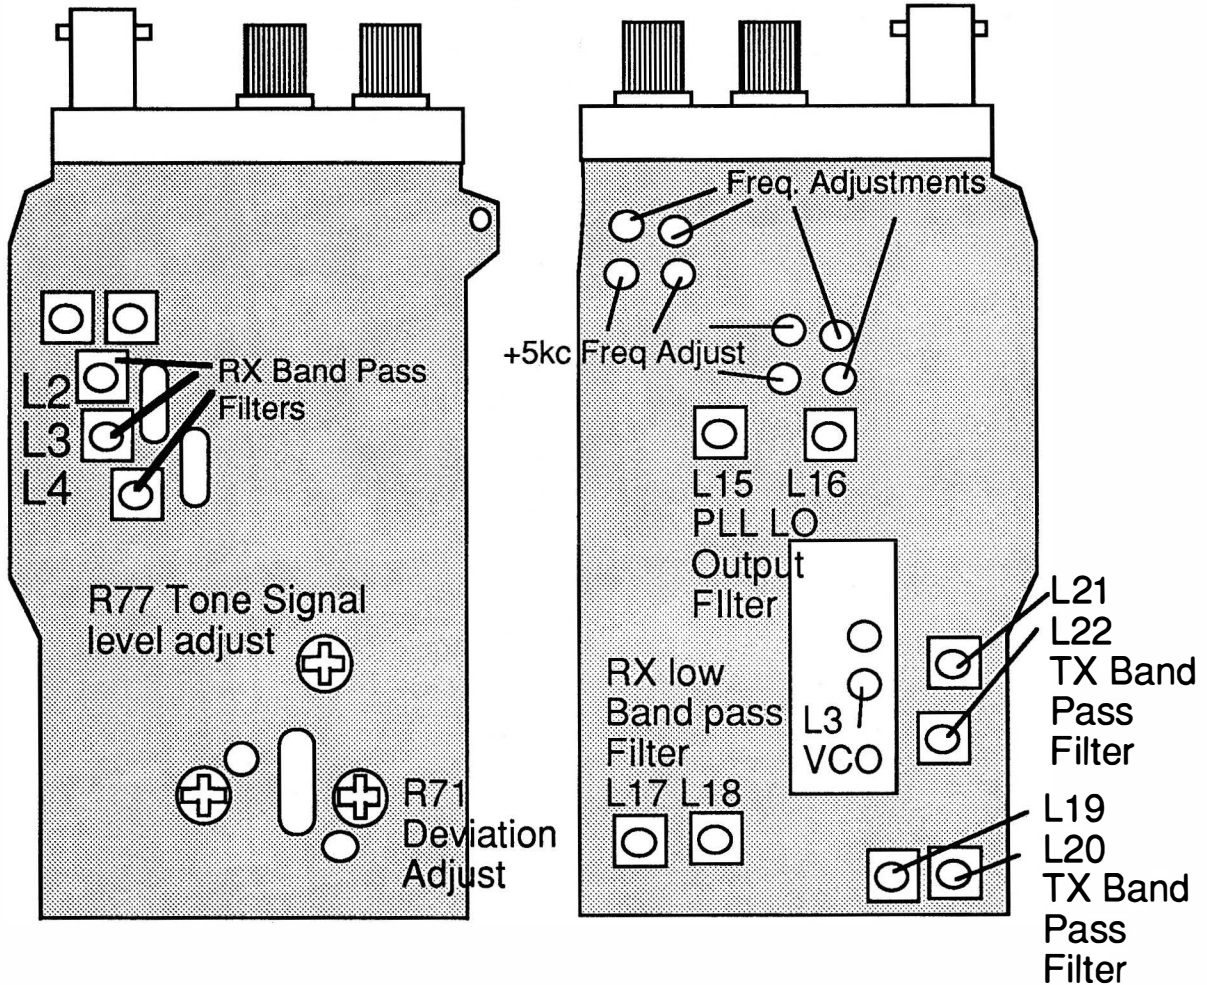 L2
L3
L4
RX Band Pass
Filters
R77 Tone Signal
level adjust
R71
Deviation
Adjust
Freq. Adjustments
+5kc Freq Adjust
L15 L16
PLL LO
Output
FIlter
RX low
Band pass
Filter
L17 L18
L3
VCO
L21
L22
TX Band
Pass
Filter
L19
L20
TX Band
Pass
Filter